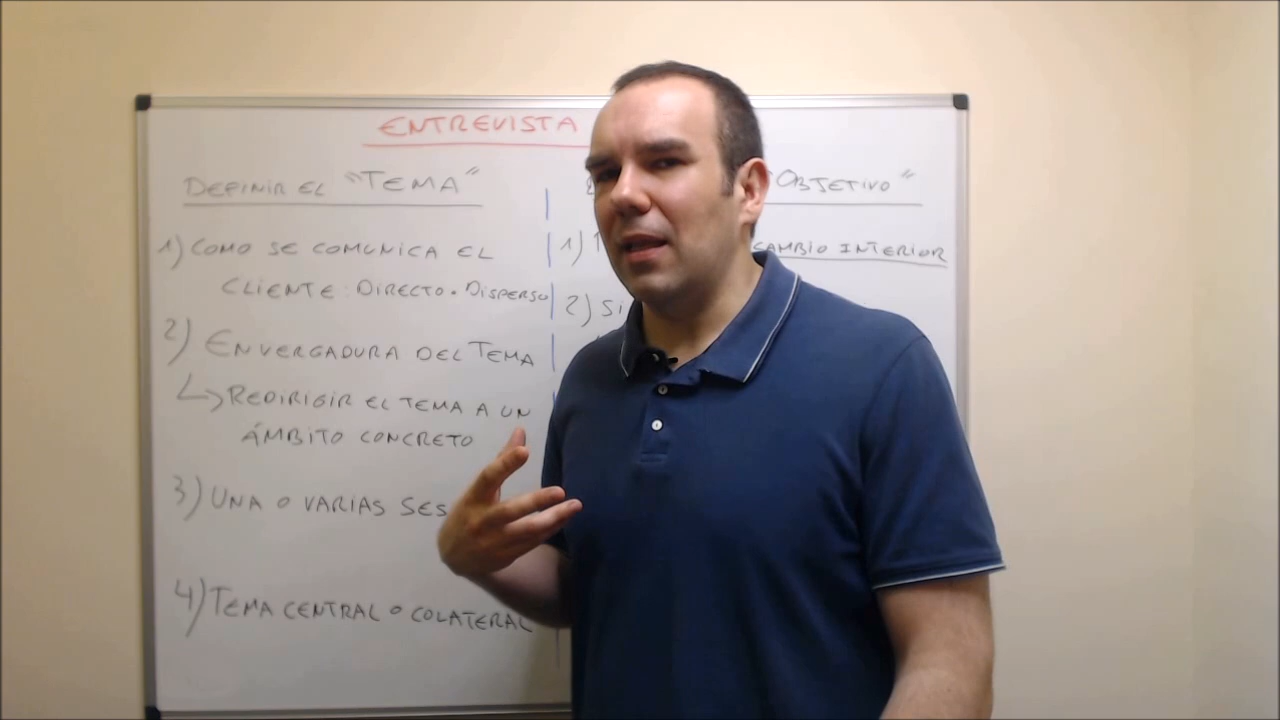 ENTREVISTA
DEFINIR EL "TEMA"
1) COMO SE COMUNICA EL
CLIENTE: DIRECTO • DISPERSO
2) ENVERGADURA DEL TEMA
↳ REDIRIGIR EL TEMA A UN
ÁMBITO CONCRETO
3) UNA O VARIAS SES
4) TEMA CENTRAL O COLATERAL
"OBJETIVO"
1) CAMBIO INTERIOR
2) SI